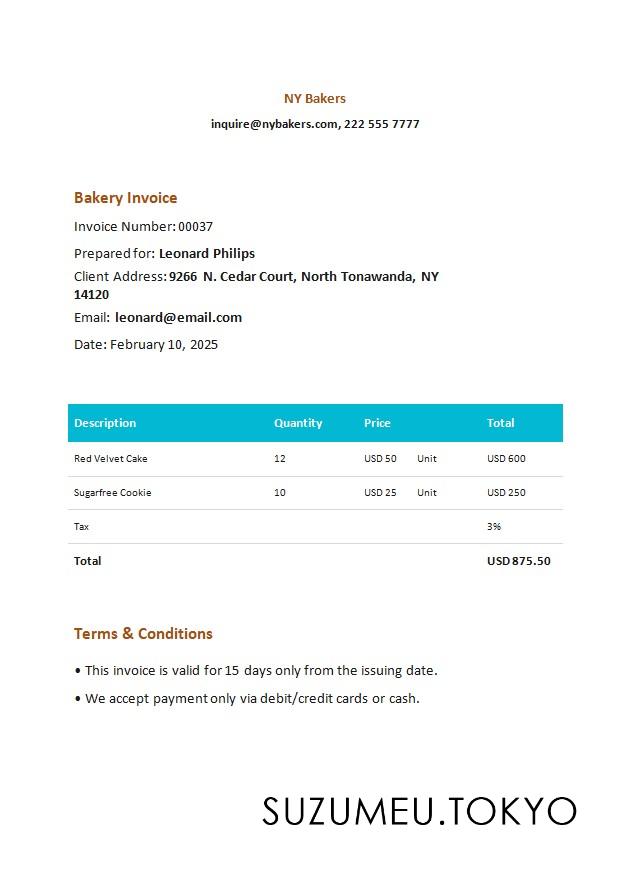 NY Bakers
inquire@nybakers.com, 222 555 7777
Bakery Invoice
Invoice Number: 00037
Prepared for: Leonard Philips
Client Address: 9266 N. Cedar Court, North Tonawanda, NY
14120
Email: leonard@email.com
Date: February 10, 2025
Description Quantity Price Total
Red Velvet Cake 12 USD 50 Unit USD 600
Sugarfree Cookie 10 USD 25 Unit USD 250
Tax 3%
Total USD 875.50
Terms & Conditions
• This invoice is valid for 15 days only from the issuing date.
• We accept payment only via debit/credit cards or cash.
SUZUMEU.TOKYO